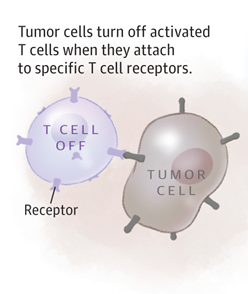 Tumor cells turn off activated
T cells when they attach
to specific T cell receptors.
T CELL
OFF
TUMOR
CELL
Receptor